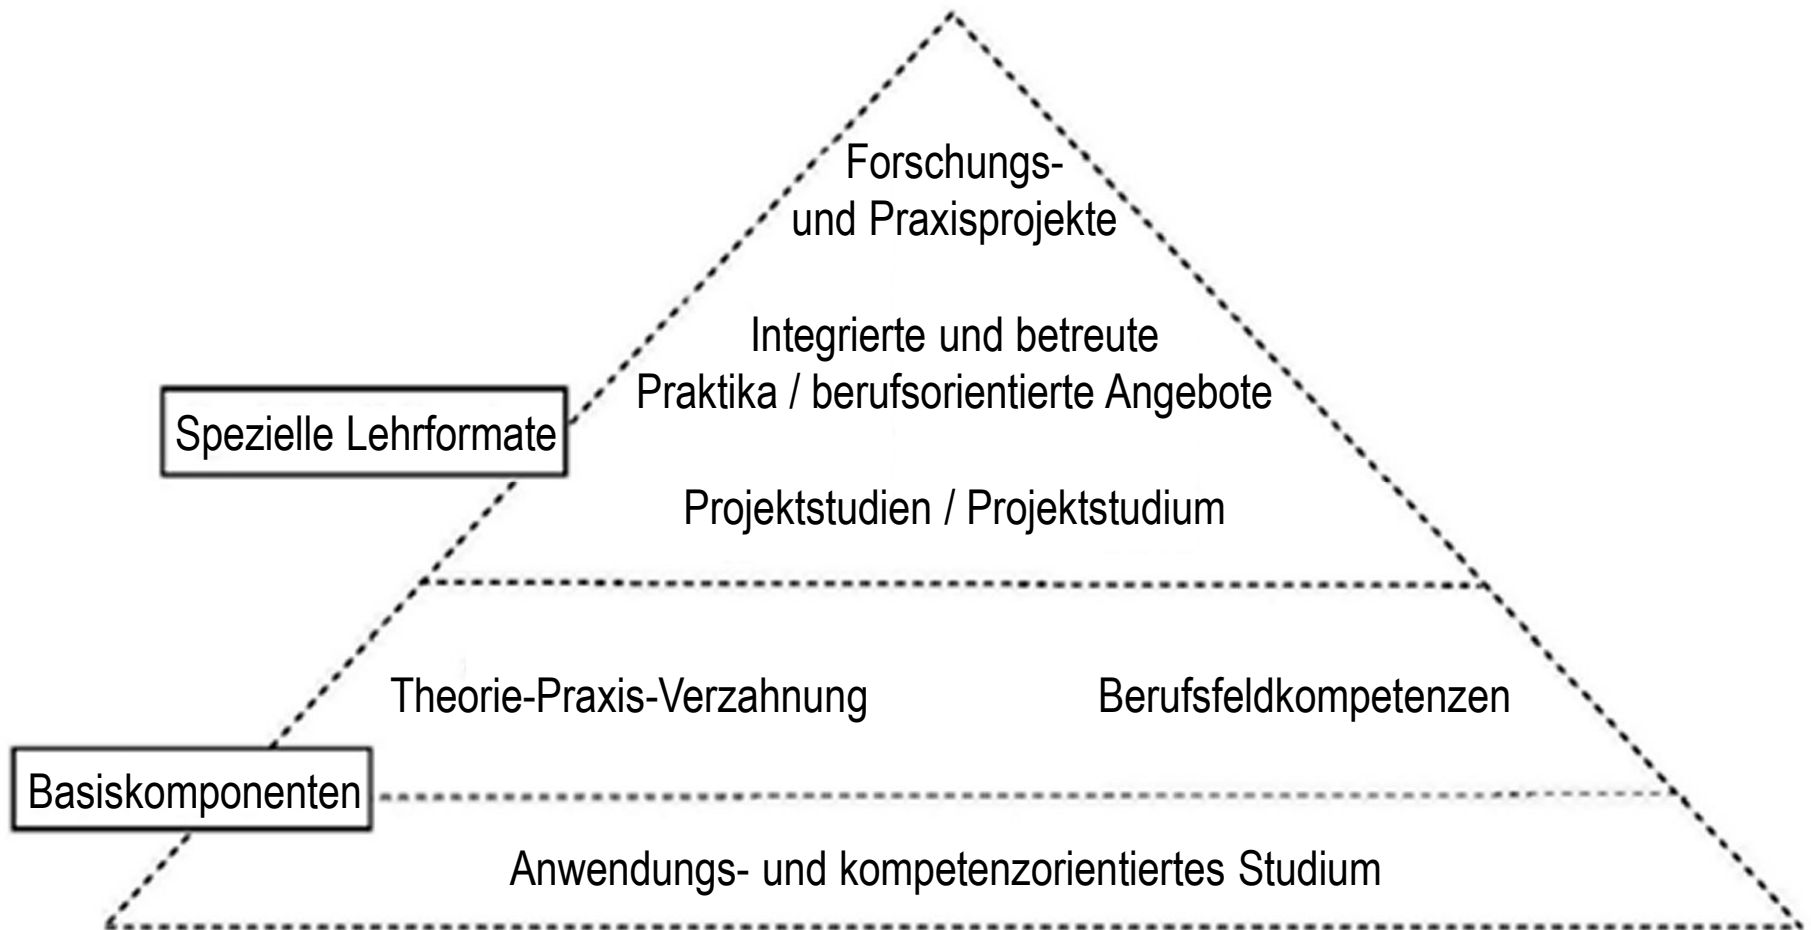 Forschungs-
und Praxisprojekte
Integrierte und betreute
Praktika / berufsorientierte Angebote
Spezielle Lehrformate
Projektstudien / Projektstudium
Theorie-Praxis-Verzahnung
Berufsfeldkompetenzen
Basiskomponenten
Anwendungs- und kompetenzorientiertes Studium